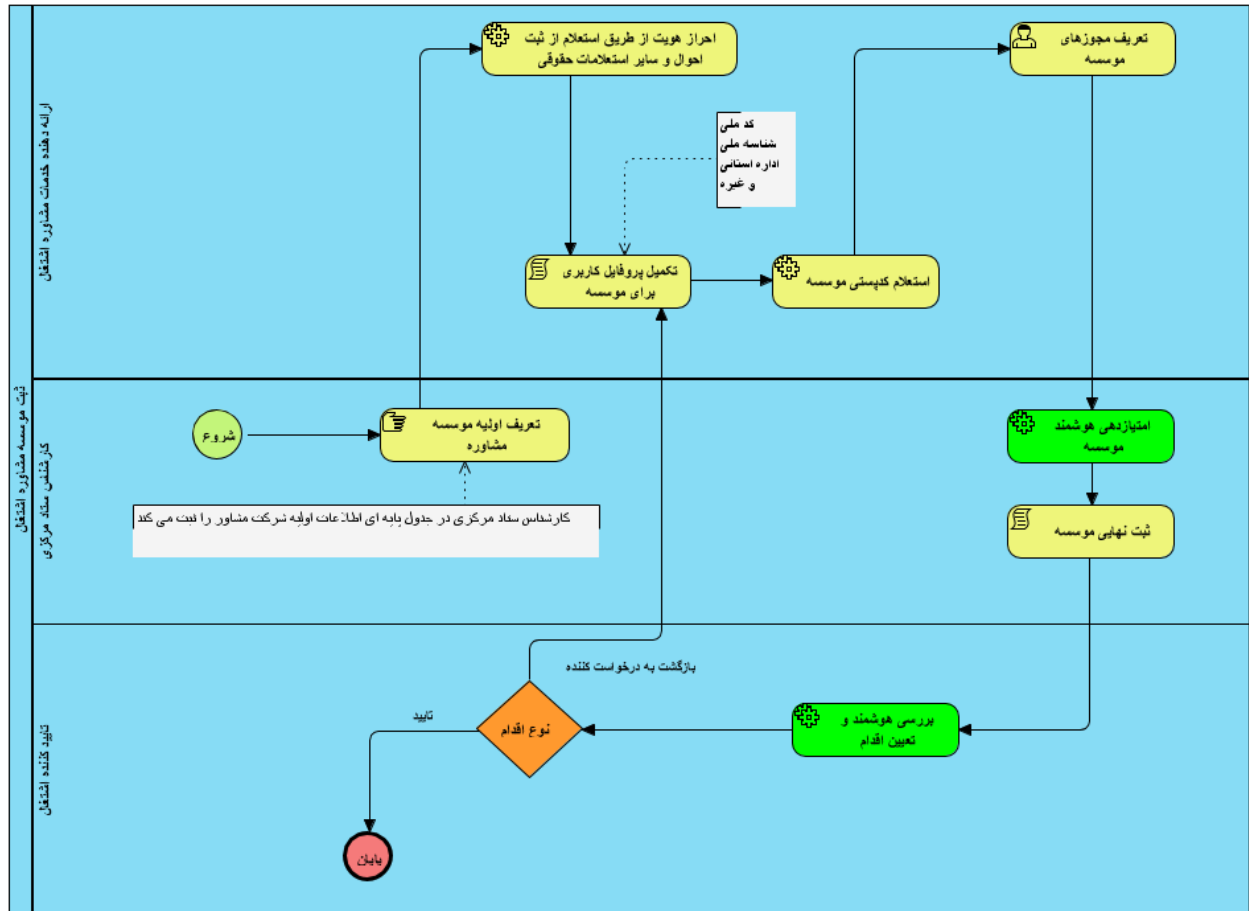 ثبت موسسه مشاوره اشتغال
ارائه دهنده خدمات مشاوره اشتغال
احراز هویت از طریق استعلام از ثبت
احوال و سایر استعلامات حقوقی
تعریف مجوزهای
موسسه
کد ملی
شناسه ملی
اداره استانی
و غیره
تکمیل پروفایل کاربری
برای موسسه
استعلام کدپستی موسسه
کارشناس ستاد مرکزی
شروع
تعریف اولیه موسسه
مشاوره
کارشناس ستاد مرکزی در جدول پایه ای اطلاعات اولیه شرکت مشاور را ثبت می کند
امتیازدهی هوشمند
موسسه
ثبت نهایی موسسه
تایید کننده اشتغال
بازگشت به درخواست کننده
تایید
نوع اقدام
بررسی هوشمند و
تعیین اقدام
پایان